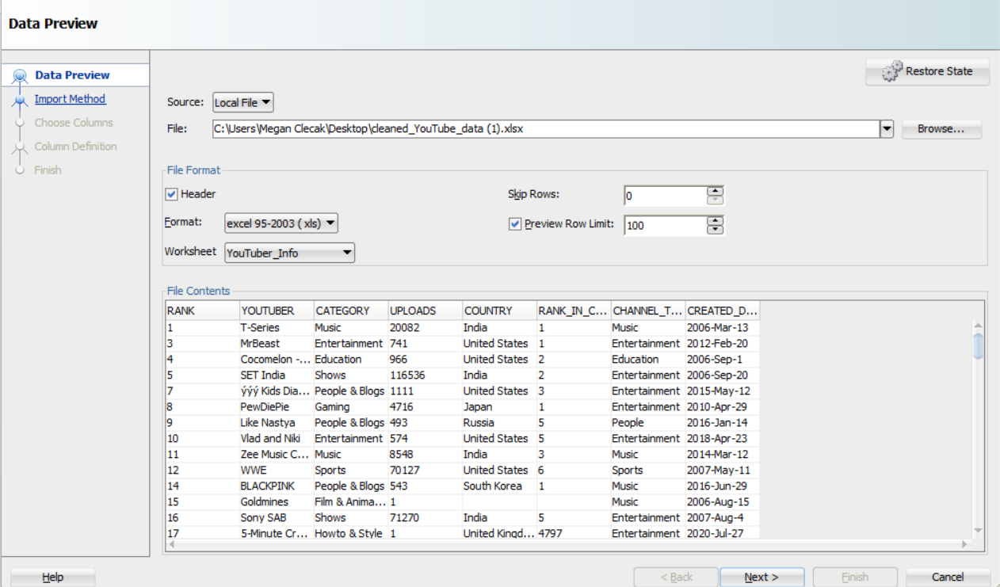 Data Preview
Data Preview
Import Method
Choose Columns
Column Definition
Finish
Restore State
Source: Local File
File: C:\Users\Megan Clecak\Desktop\cleaned_YouTube_data (1).xlsx Browse...
File Format
Header Skip Rows: 0
Format: excel 95-2003 ( xls) Preview Row Limit: 100
Worksheet YouTuber_Info
File Contents
RANK YOUTUBER CATEGORY UPLOADS COUNTRY RANK_IN_C... CHANNEL_T... CREATED_D...
1 T-Series Music 20082 India 1 Music 2006-Mar-13
3 MrBeast Entertainment 741 United States 1 Entertainment 2012-Feb-20
4 Cocomelon -... Education 966 United States 2 Education 2006-Sep-1
5 SET India Shows 116536 India 2 Entertainment 2006-Sep-20
7 ýýý Kids Dia... People & Blogs 1111 United States 3 Entertainment 2015-May-12
8 PewDiePie Gaming 4716 Japan 1 Entertainment 2010-Apr-29
9 Like Nastya People & Blogs 493 Russia 5 People 2016-Jan-14
10 Vlad and Niki Entertainment 574 United States 5 Entertainment 2018-Apr-23
11 Zee Music C... Music 8548 India 3 Music 2014-Mar-12
12 WWE Sports 70127 United States 6 Sports 2007-May-11
14 BLACKPINK People & Blogs 543 South Korea 1 Music 2016-Jun-29
15 Goldmines Film & Anima... 1 Music 2006-Aug-15
16 Sony SAB Shows 71270 India 5 Entertainment 2007-Aug-4
17 5-Minute Cr... Howto & Style 1 United Kingd... 4797 Entertainment 2020-Jul-27
Help < Back Next > Finish Cancel